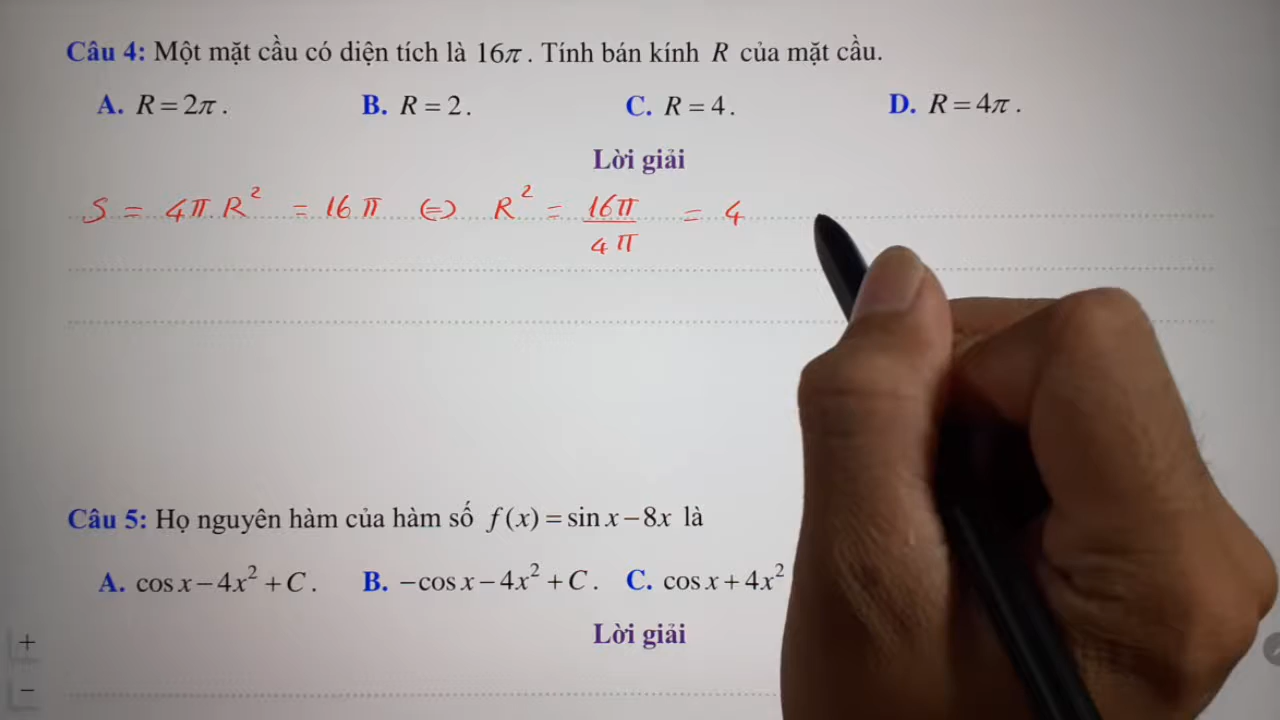 Câu 4: Một mặt cầu có diện tích là 16π. Tính bán kính R của mặt cầu.
A. R = 2π. B. R = 2. C. R = 4. D. R = 4π.
Lời giải
S = 4πR² = 16π (=) R² = 16π/4π = 4
Câu 5: Họ nguyên hàm của hàm số f(x) = sin x − 8x là
A. cos x − 4x² + C. B. −cos x − 4x² + C. C. cos x + 4x²
Lời giải
+
−